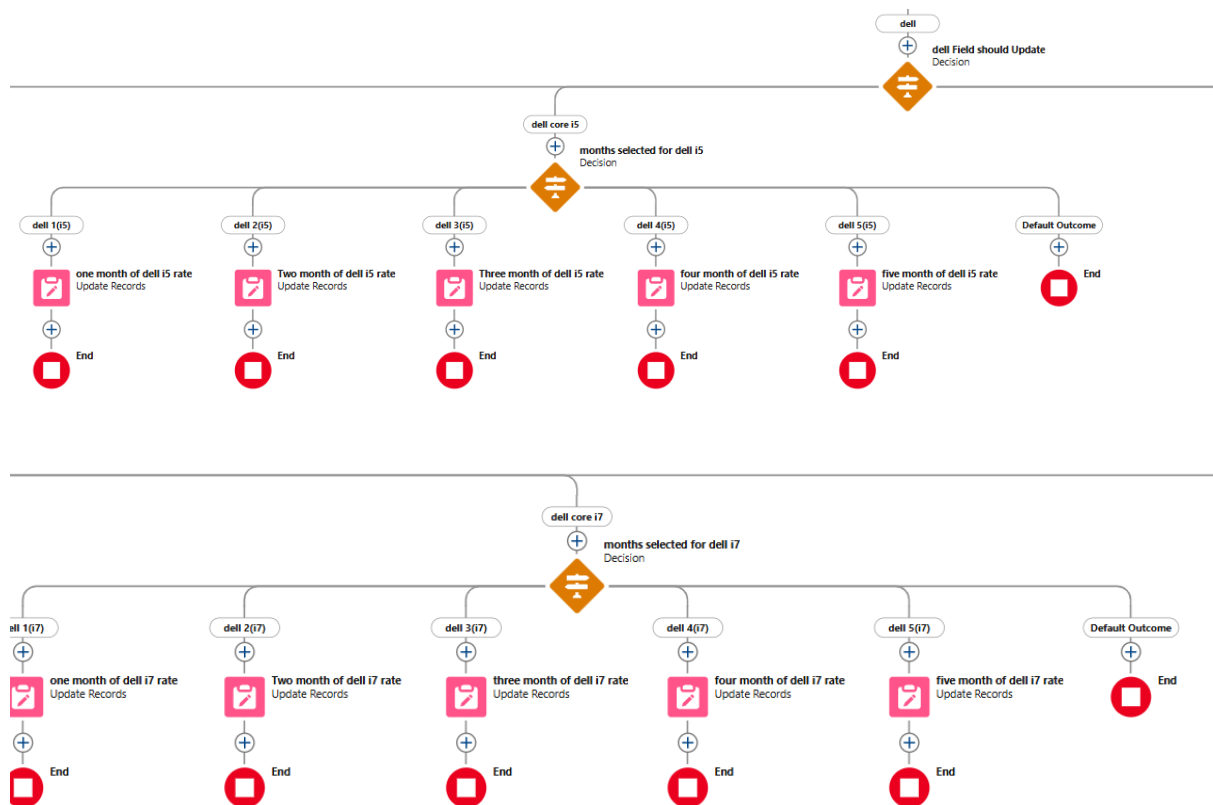 dell
dell Field should Update
Decision
dell core i5
months selected for dell i5
Decision
dell 1(i5)
dell 2(i5)
dell 3(i5)
dell 4(i5)
dell 5(i5)
Default Outcome
one month of dell i5 rate
Update Records
Two month of dell i5 rate
Update Records
Three month of dell i5 rate
Update Records
four month of dell i5 rate
Update Records
five month of dell i5 rate
Update Records
End
End
End
End
End
End
dell core i7
months selected for dell i7
Decision
ell 1(i7)
dell 2(i7)
dell 3(i7)
dell 4(i7)
dell 5(i7)
Default Outcome
one month of dell i7 rate
Update Records
Two month of dell i7 rate
Update Records
three month of dell i7 rate
Update Records
four month of dell i7 rate
Update Records
five month of dell i7 rate
Update Records
End
End
End
End
End
End